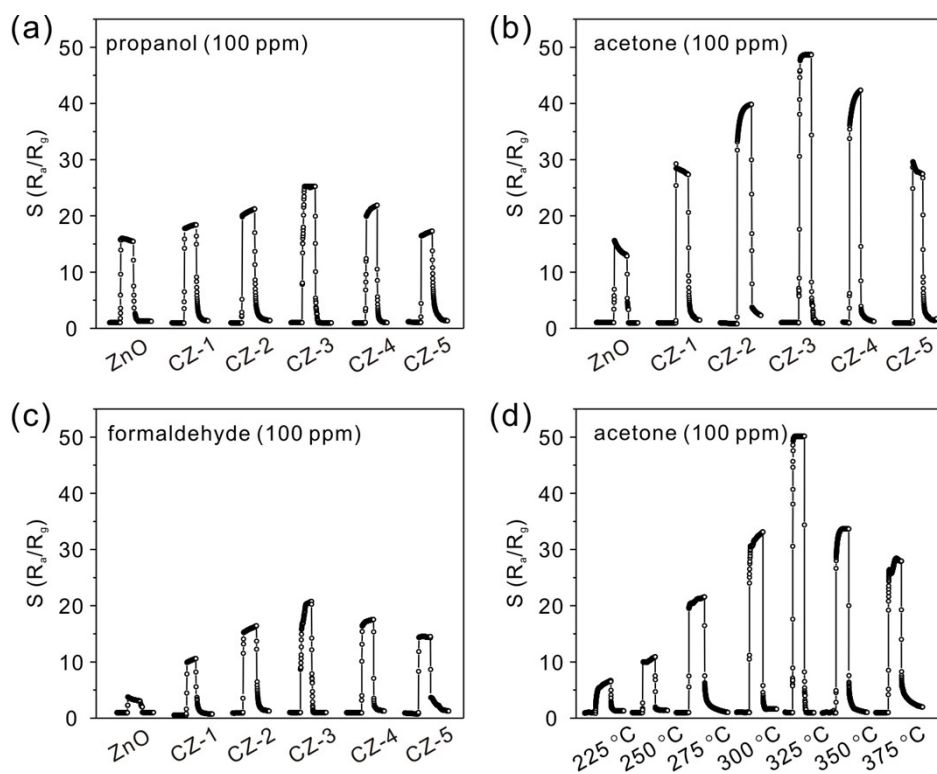 (a)
propanol (100 ppm)
S (Ra/Rg)
50
40
30
20
10
0
ZnO
CZ-1
CZ-2
CZ-3
CZ-4
CZ-5
(b)
acetone (100 ppm)
S (Ra/Rg)
50
40
30
20
10
0
ZnO
CZ-1
CZ-2
CZ-3
CZ-4
CZ-5
(c)
formaldehyde (100 ppm)
S (Ra/Rg)
50
40
30
20
10
0
ZnO
CZ-1
CZ-2
CZ-3
CZ-4
CZ-5
(d)
acetone (100 ppm)
S (Ra/Rg)
50
40
30
20
10
0
225 °C
250 °C
275 °C
300 °C
325 °C
350 °C
375 °C